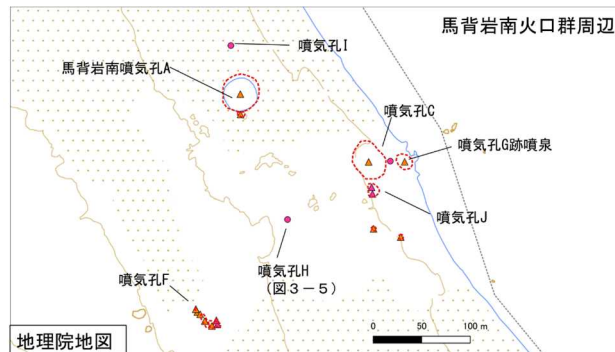 馬背岩南火口群周辺
噴気孔I
馬背岩南噴気孔A
噴気孔C
噴気孔G跡噴泉
噴気孔J
噴気孔H
（図３－５）
噴気孔F
地理院地図
0 50 100 m